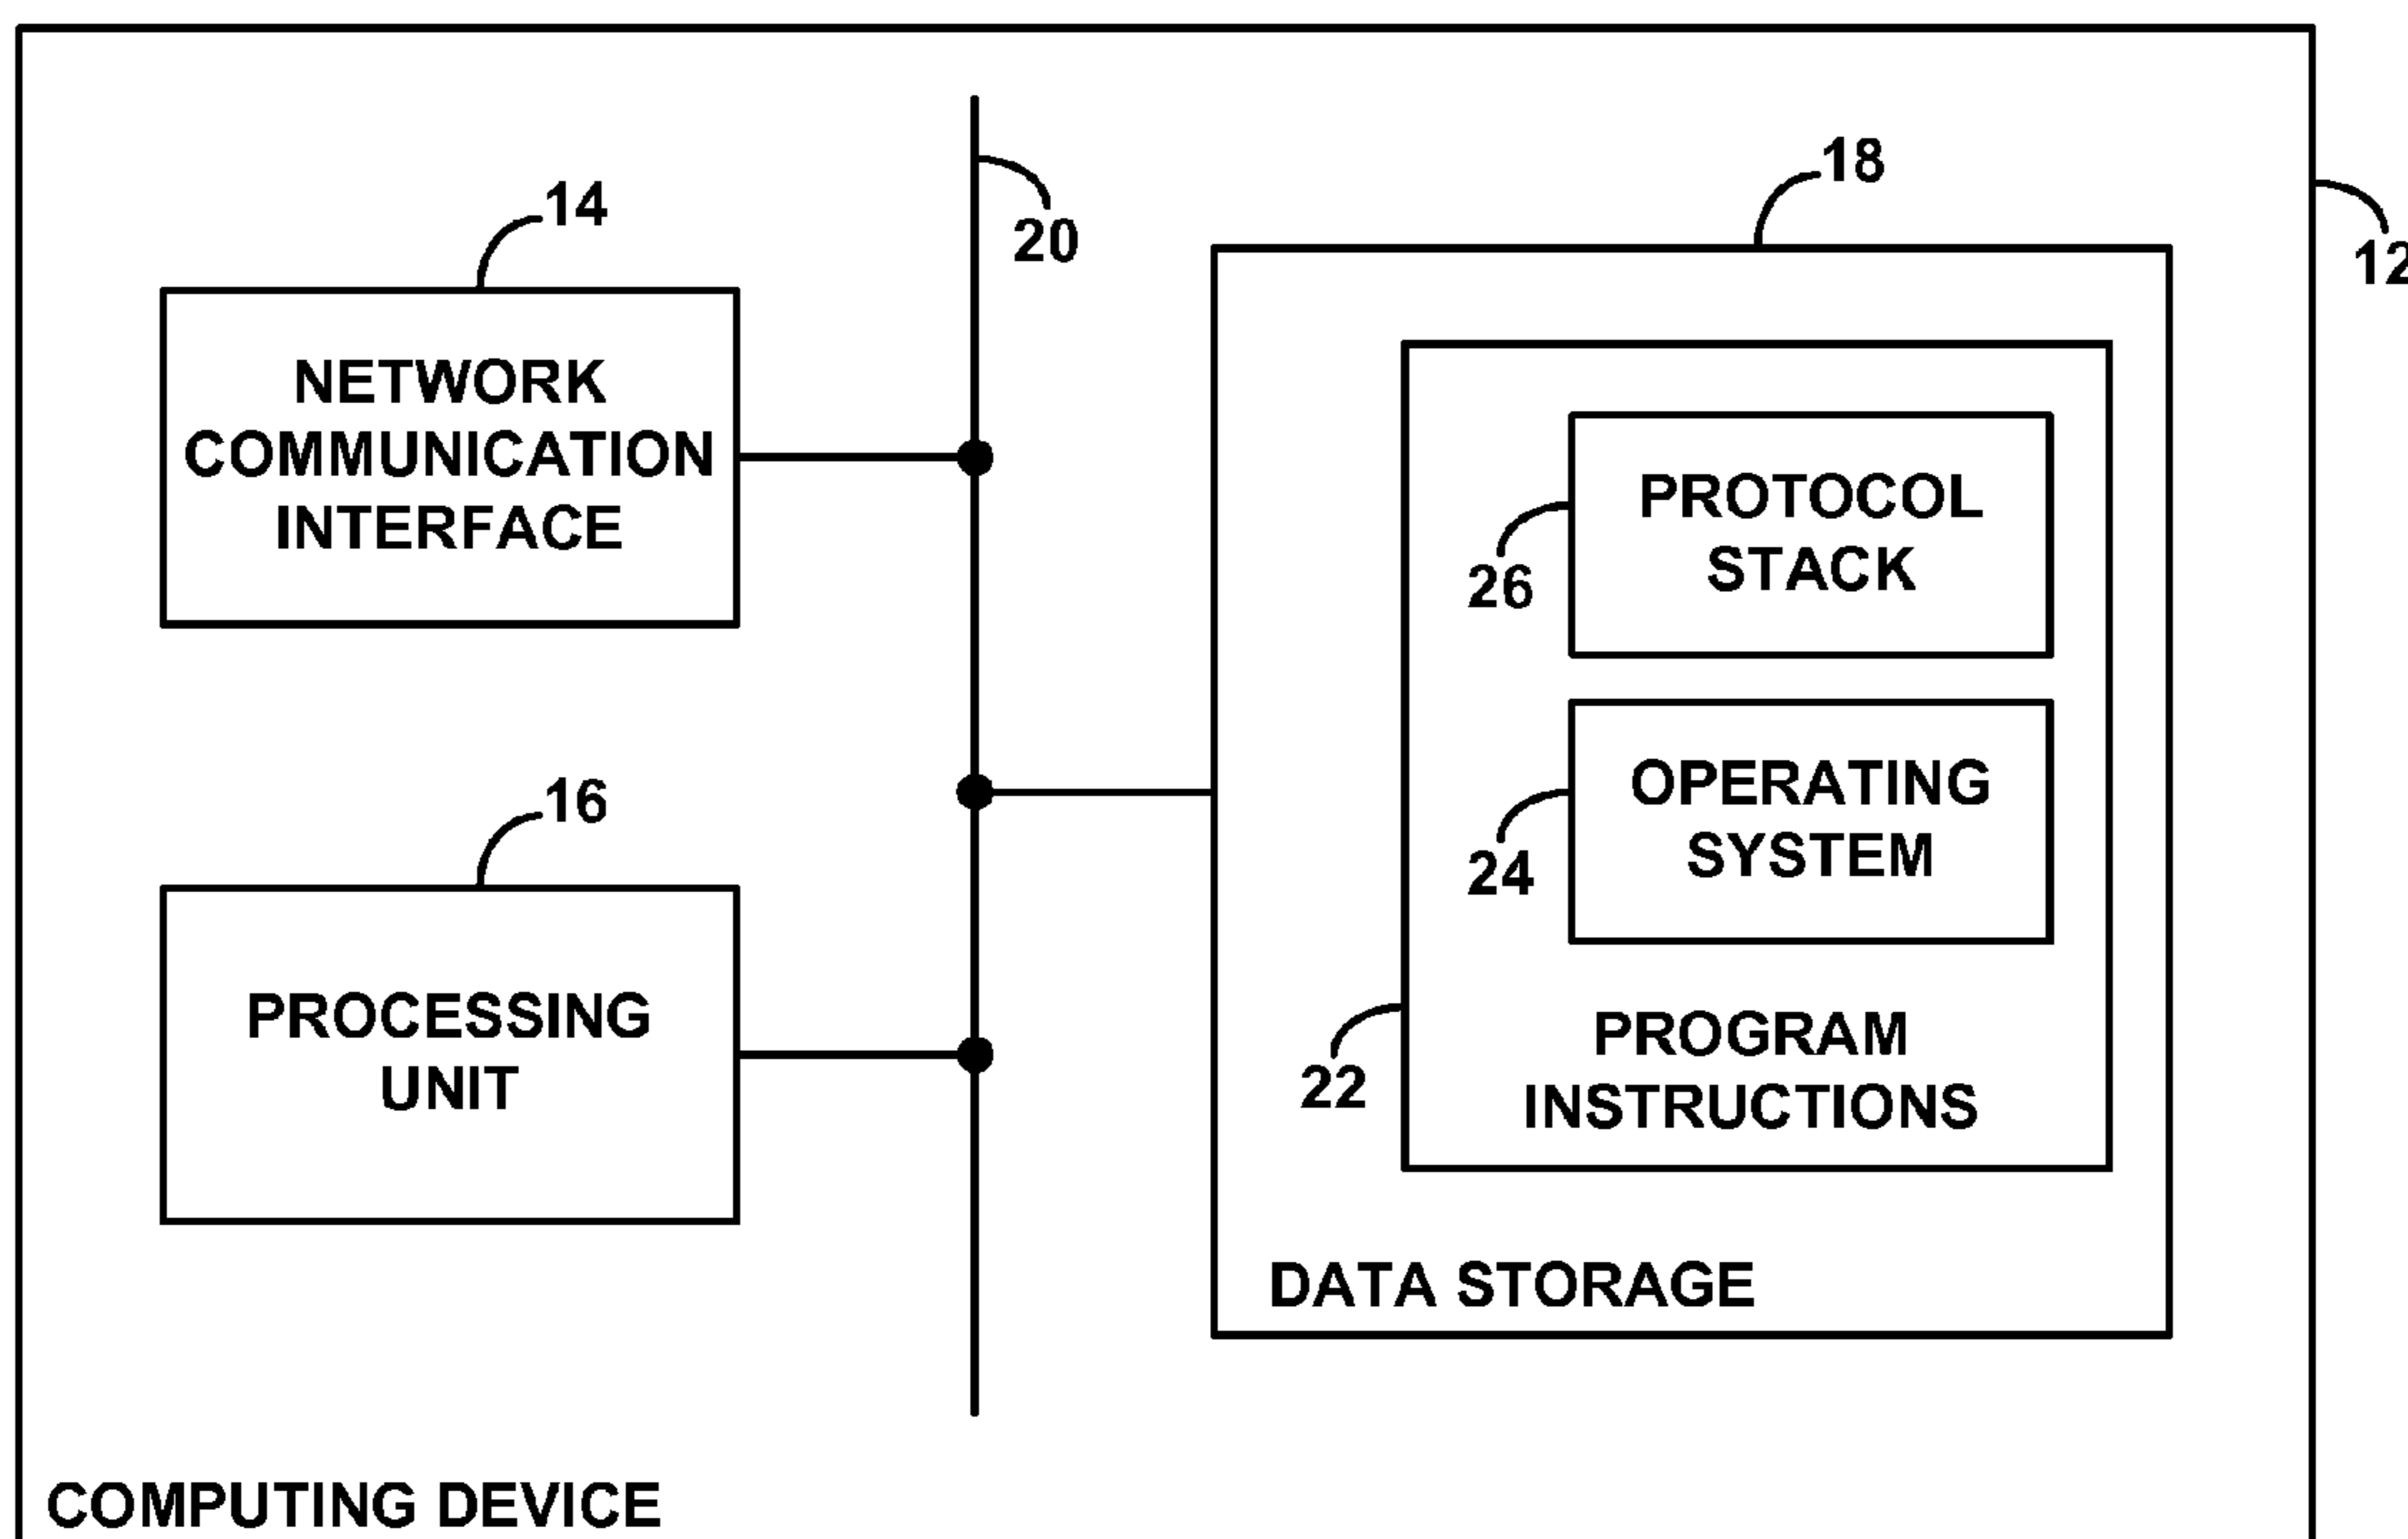 18
14
20
12
NETWORK
COMMUNICATION
INTERFACE
PROTOCOL
STACK
26
OPERATING
SYSTEM
24
16
PROCESSING
UNIT
PROGRAM
INSTRUCTIONS
22
DATA STORAGE
COMPUTING DEVICE